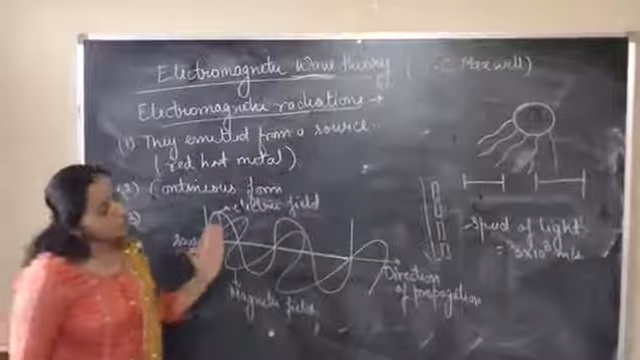 Electromagnetic wave theory ( C Maxwell)
Electromagnetic radiations →
(1) They emitted from a source.
(red hot metal).
(2) Continuous form
(3)
electric field
Magnetic field
Direction
of propagation
Speed of light
= 3x10⁸ m/s